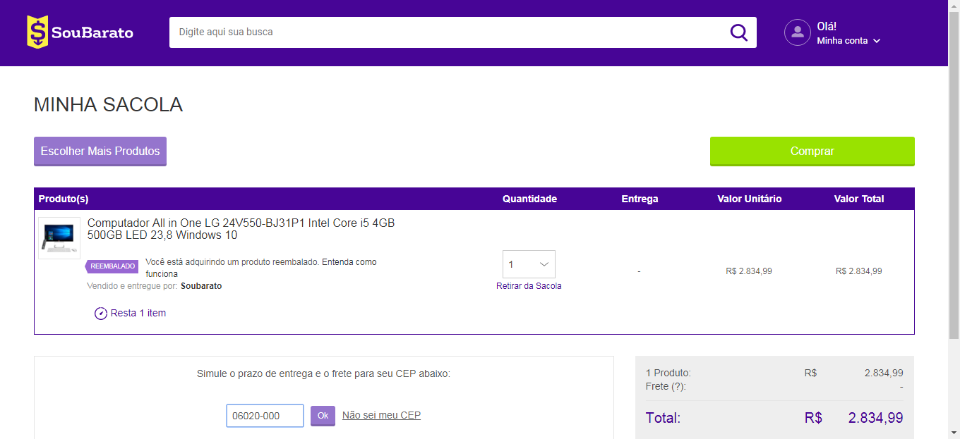 SouBarato
Digite aqui sua busca
Olá!
Minha conta
MINHA SACOLA
Escolher Mais Produtos
Comprar
Produto(s) Quantidade Entrega Valor Unitário Valor Total
Computador All in One LG 24V550-BJ31P1 Intel Core i5 4GB
500GB LED 23,8 Windows 10
REEMBALADO Você está adquirindo um produto reembalado. Entenda como
funciona
Vendido e entregue por: Soubarato
1
Retirar da Sacola
-
R$ 2.834,99
R$ 2.834,99
Resta 1 item
Simule o prazo de entrega e o frete para seu CEP abaixo:
06020-000 Ok Não sei meu CEP
1 Produto: R$ 2.834,99
Frete (?): -
Total: R$ 2.834,99